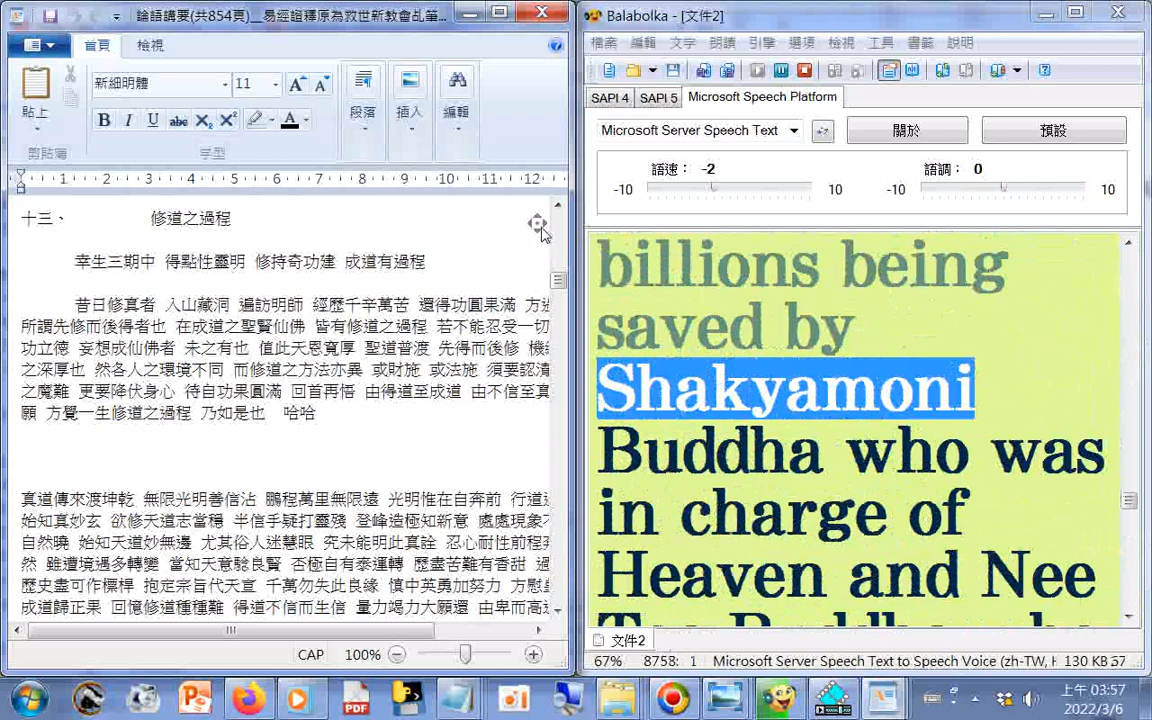 論語講要(共854頁)__易經證釋原為救世新教會乩筆...
首頁
檢視
新細明體
11
貼上
B I U abc X₂ X²
A
段落
插入
編輯
剪貼簿
字型
1 2 3 4 5 6 7 8 9 10 11 12
十三、 修道之過程
幸生三期中 得點性靈明 修持奇功建 成道有過程
昔日修真者 入山藏洞 遍訪明師 經歷千辛萬苦 還得功圓果滿 方
所謂先修而後得者也 在成道之聖賢仙佛 皆有修道之過程 若不能忍受一切
功立德 妄想成仙佛者 未之有也 值此天恩寬厚 聖道普渡 先得而後修
之深厚也 然各人之環境不同 而修道之方法亦異 或財施 或法施 須要認清
之魔難 更要降伏身心 待自功果圓滿 回首再悟 由得道至成道 由不信至真
願 方覺一生修道之過程 乃如是也 哈哈
真道傳來渡坤乾 無限光明善信沾 鵬程萬里無限遠 光明惟在自奔前 行道
始知真妙玄 欲修天道志當穩 半信乎疑打靈殘 登峰造極知新意 處處現象
自然曉 始知天道妙無邊 尤其俗人迷慧眼 究未能明此真詮 忍心耐性前程
然 雖遭境遇多轉變 當知天意驗良賢 否極自有泰運轉 歷盡苦難有香甜 過
歷史盡可作標桿 抱定宗旨代天宣 千萬勿失此良緣 慎中英勇加努力 方慰
成道歸正果 回憶修道種種難 得道不信而生信 量力竭力大願還 由卑而高
CAP 100%
Balabolka - [文件2]
檔案 編輯 文字 朗讀 引擎 選項 檢視 工具 書籤 說明
SAPI 4 SAPI 5 Microsoft Speech Platform
Microsoft Server Speech Text
關於
預設
語速： -2
語調： 0
-10 10 -10 10
billions being
saved by
Shakyamoni
Buddha who was
in charge of
Heaven and Nee
文件2
67% 8758: 1 Microsoft Server Speech Text to Speech Voice (zh-TW, H 130 KB
上午 03:57
2022/3/6